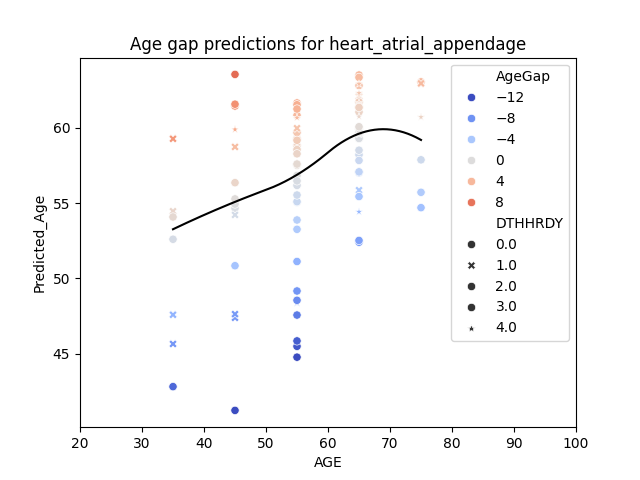 Age gap predictions for heart_atrial_appendage
AgeGap
−12
−8
−4
0
4
8
DTHHRDY
0.0
1.0
2.0
3.0
4.0
60
55
50
45
Predicted_Age
20 30 40 50 60 70 80 90 100
AGE